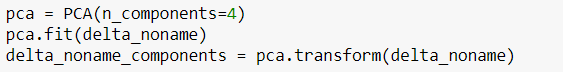 pca = PCA(n_components=4)
pca.fit(delta_noname)
delta_noname_components = pca.transform(delta_noname)